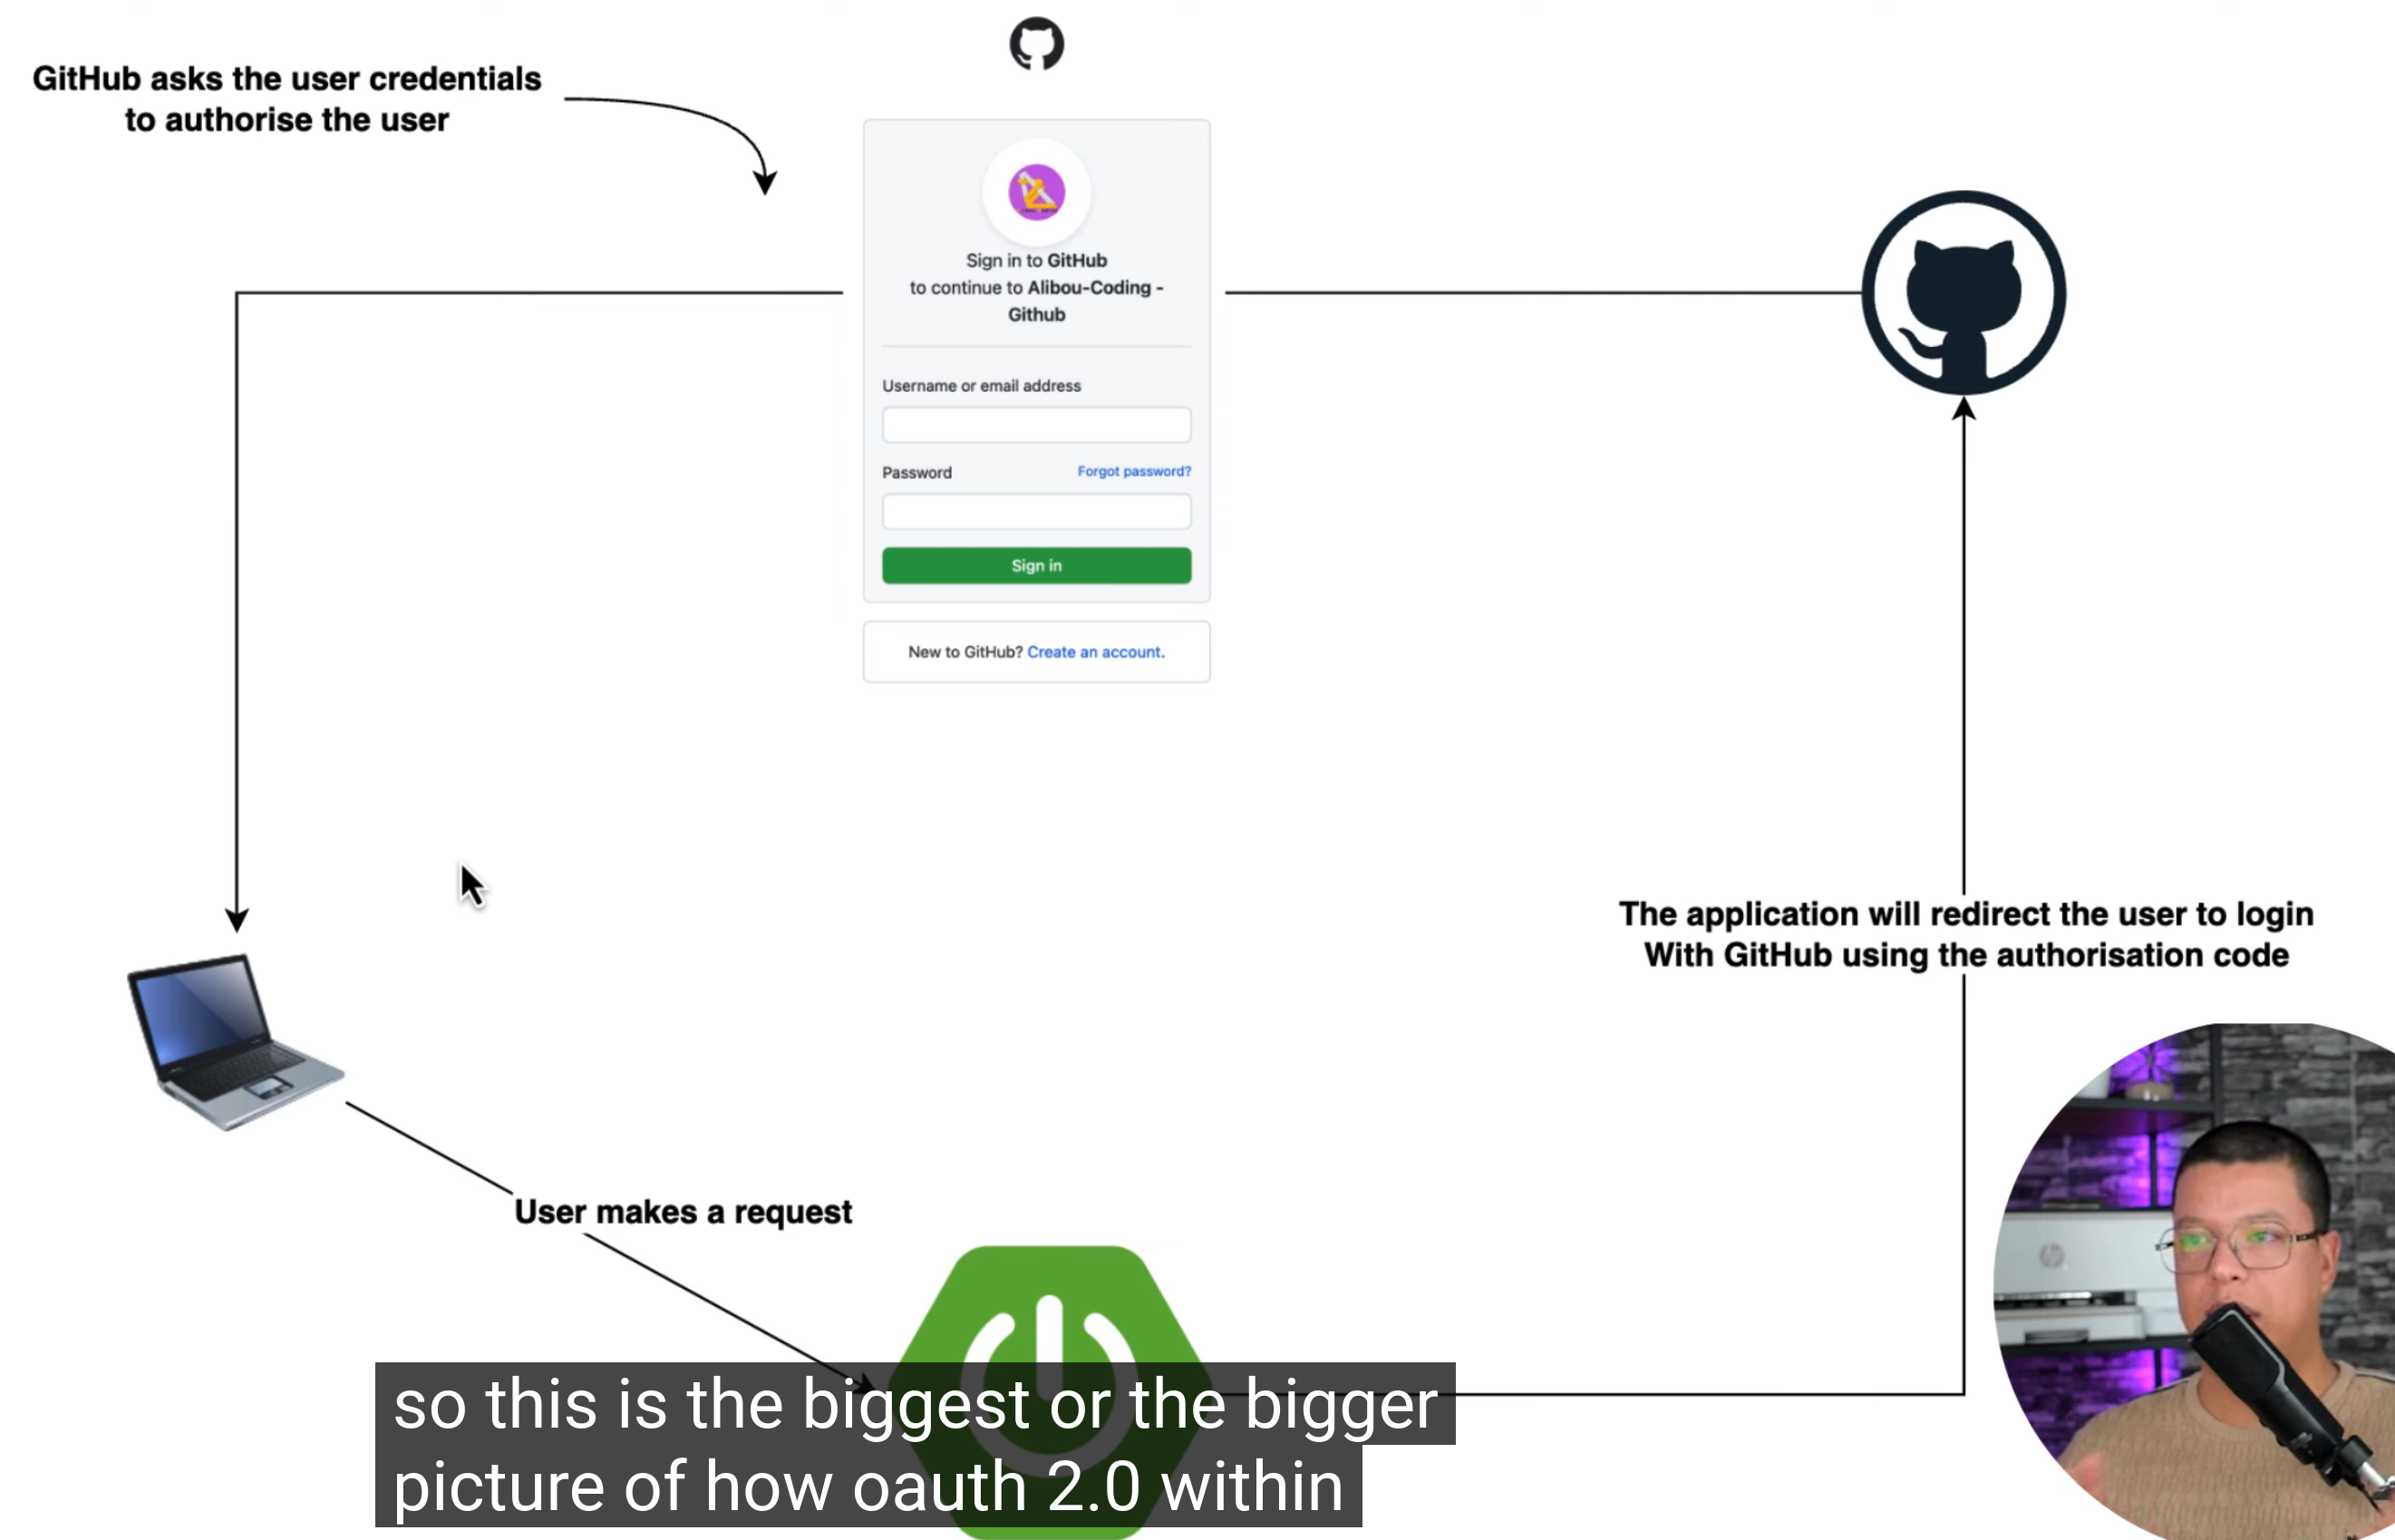 GitHub asks the user credentials
to authorise the user
Sign in to GitHub
to continue to Alibou-Coding -
Github
Username or email address
Password
Forgot password?
Sign in
New to GitHub? Create an account.
The application will redirect the user to login
With GitHub using the authorisation code
User makes a request
so this is the biggest or the bigger
picture of how oauth 2.0 within